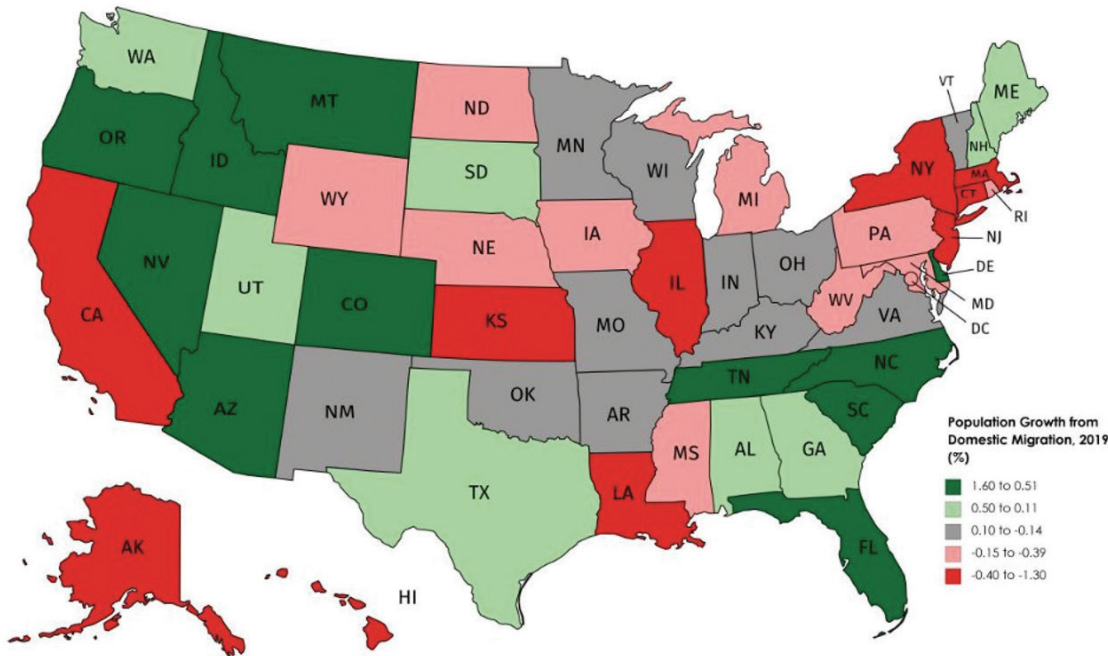 WA
MT
ND
MN
VT
ME
OR
ID
SD
WI
NH
NY
MA
WY
MI
CT
RI
NE
IA
PA
NJ
NV
UT
CO
IL
IN
OH
DE
CA
KS
MO
WV
VA
MD
DC
KY
AZ
NM
OK
AR
TN
NC
SC
MS
AL
GA
TX
LA
FL
AK
HI
Population Growth from
Domestic Migration, 2019
(%)
1.60 to 0.51
0.50 to 0.11
0.10 to -0.14
-0.15 to -0.39
-0.40 to -1.30